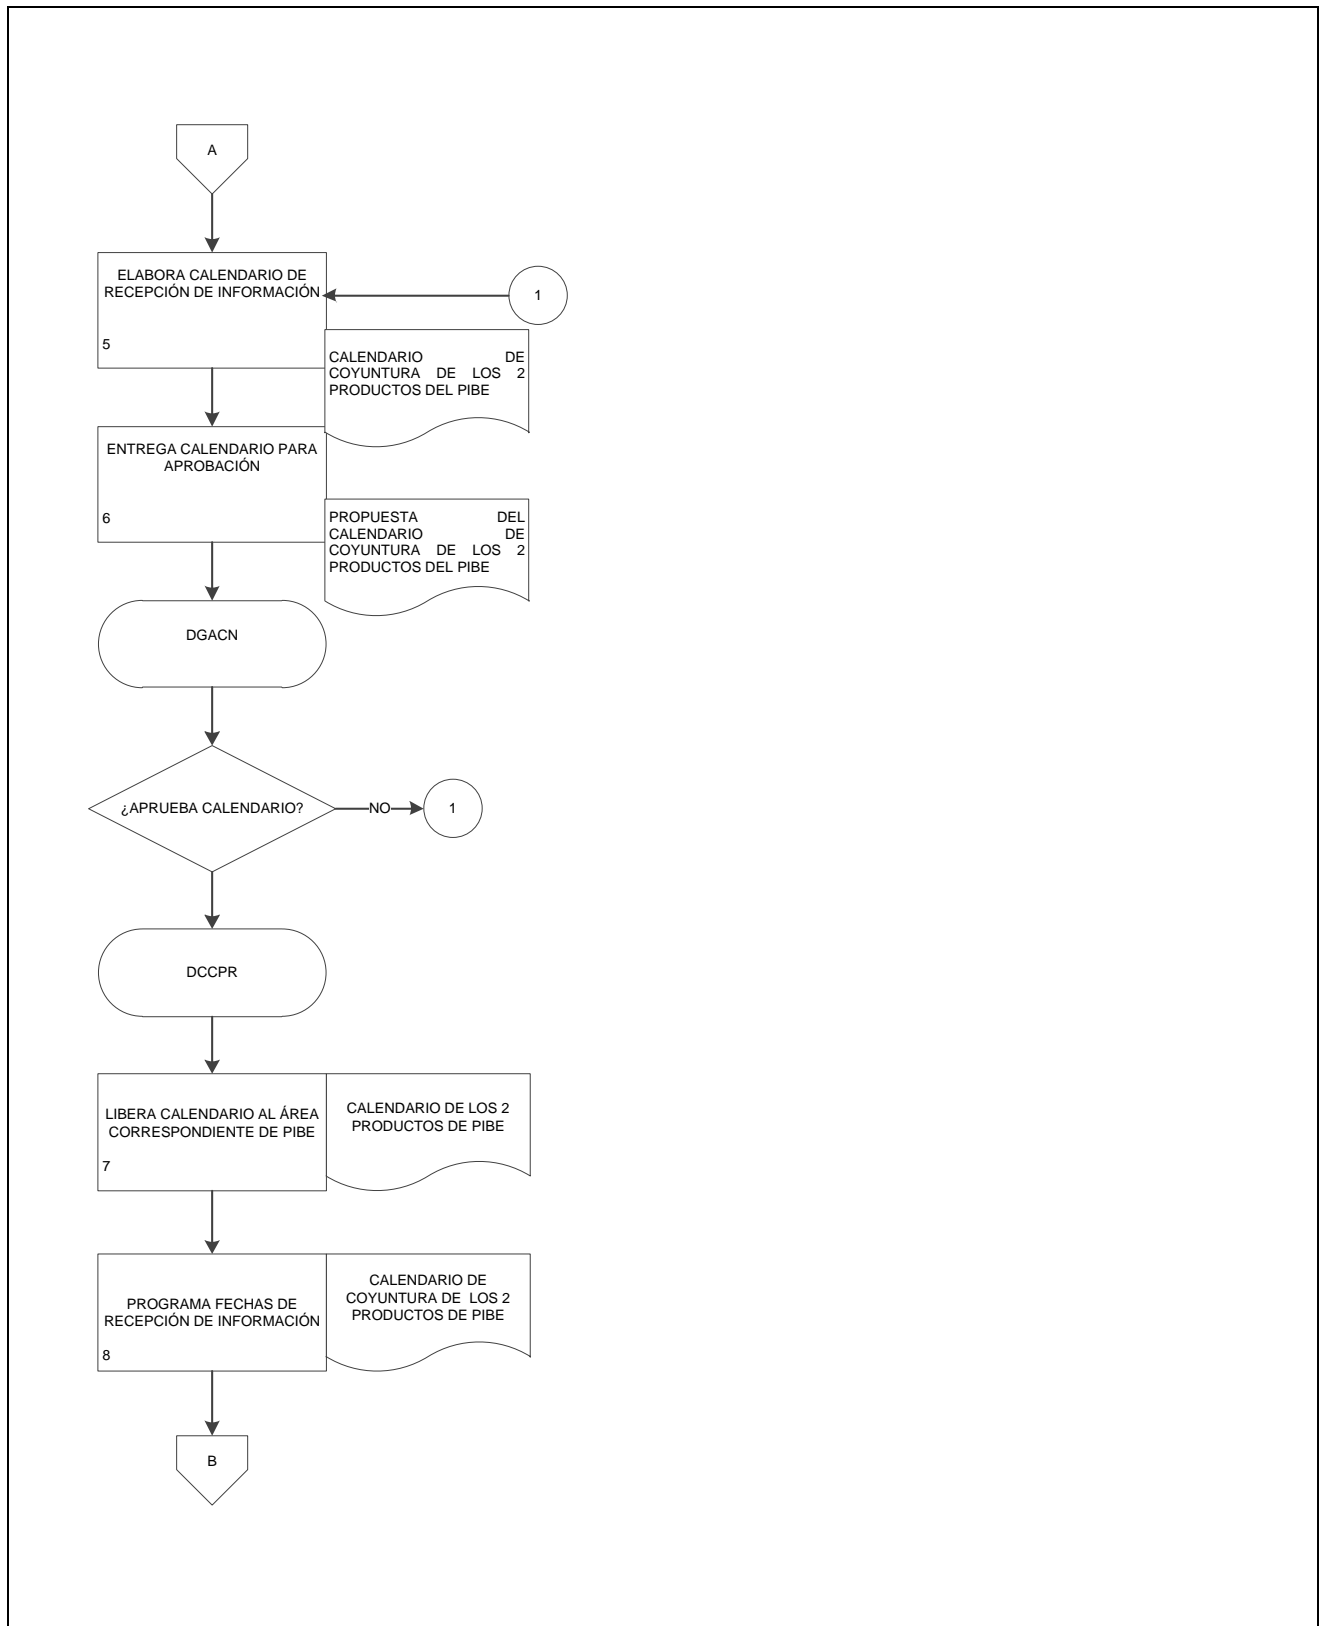 A
ELABORA CALENDARIO DE
RECEPCIÓN DE INFORMACIÓN
1
5
CALENDARIO DE
COYUNTURA DE LOS 2
PRODUCTOS DEL PIBE
ENTREGA CALENDARIO PARA
APROBACIÓN
6
PROPUESTA DEL
CALENDARIO DE
COYUNTURA DE LOS 2
PRODUCTOS DEL PIBE
DGACN
¿APRUEBA CALENDARIO?
NO
1
DCCPR
LIBERA CALENDARIO AL ÁREA
CORRESPONDIENTE DE PIBE
7
CALENDARIO DE LOS 2
PRODUCTOS DE PIBE
PROGRAMA FECHAS DE
RECEPCIÓN DE INFORMACIÓN
8
CALENDARIO DE
COYUNTURA DE LOS 2
PRODUCTOS DE PIBE
B